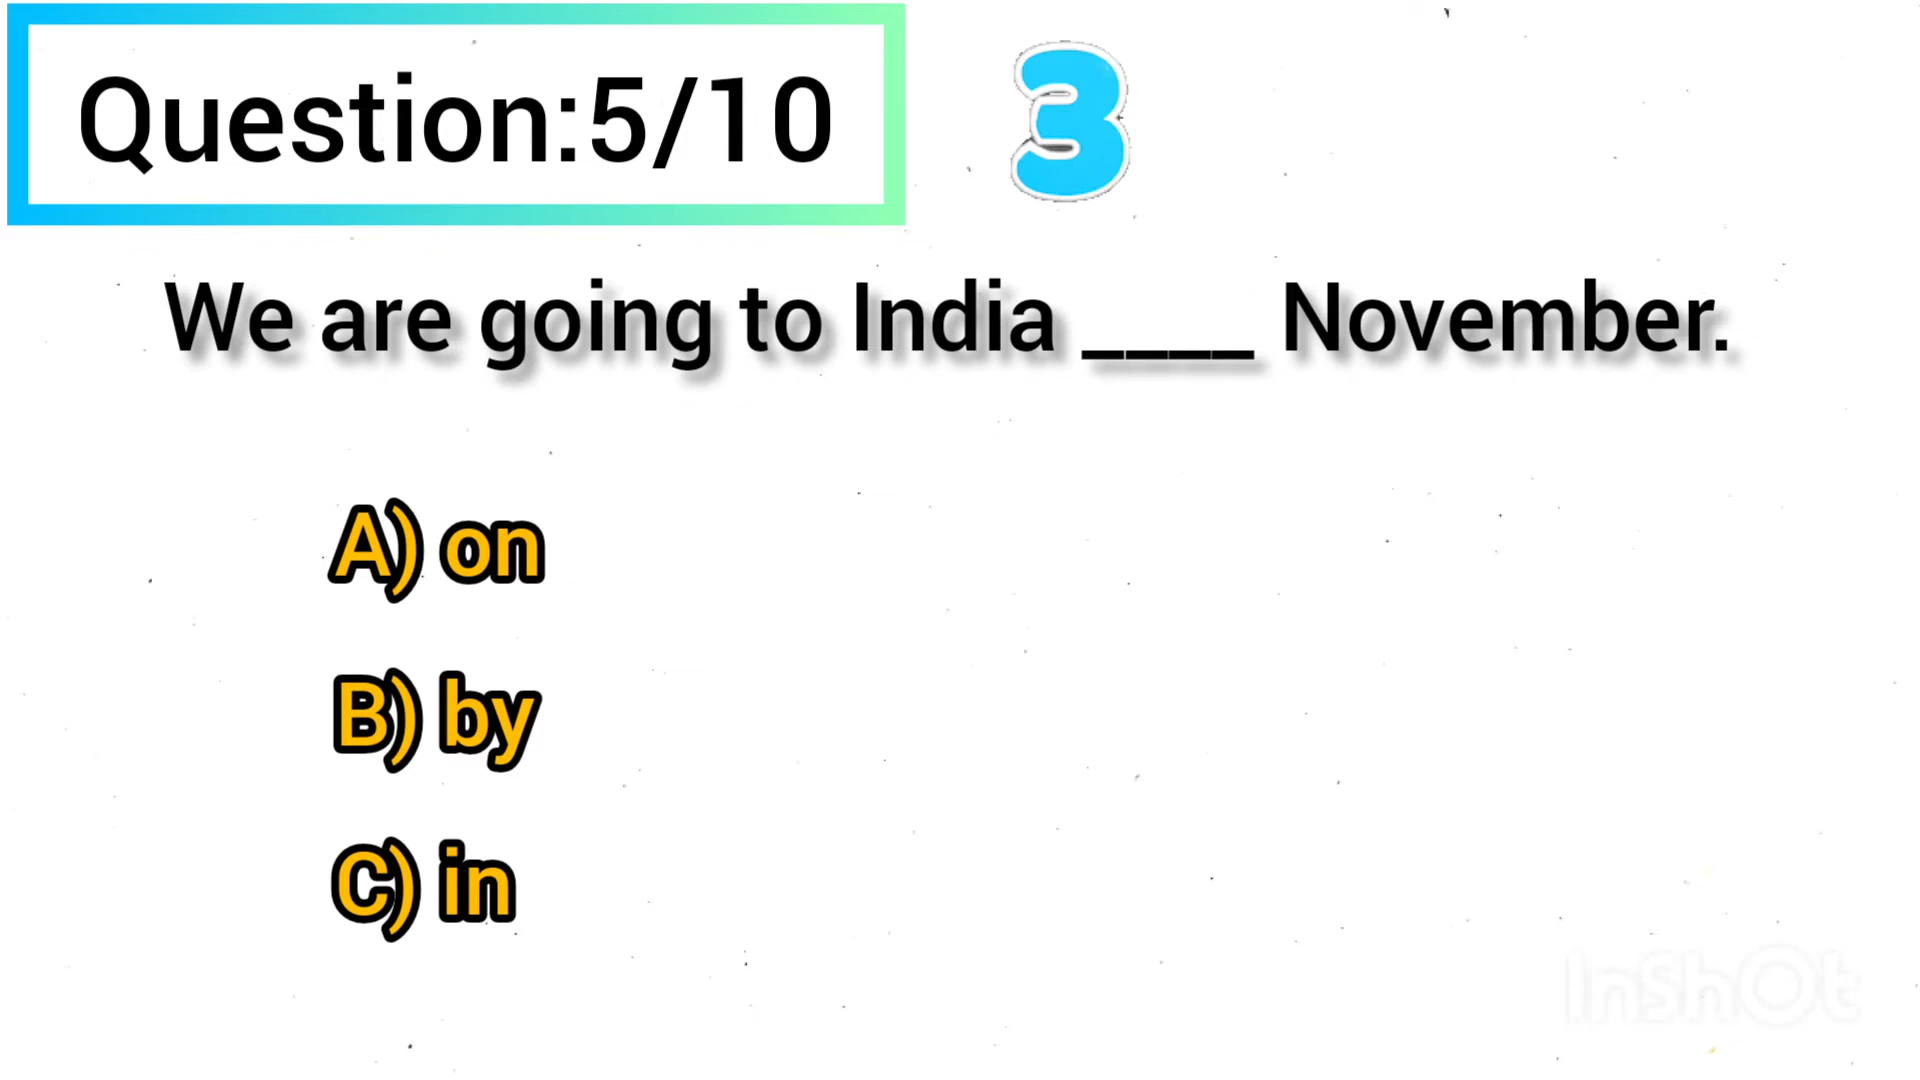 Question:5/10
3
We are going to India ____ November.
A) on
B) by
C) in
InShOt